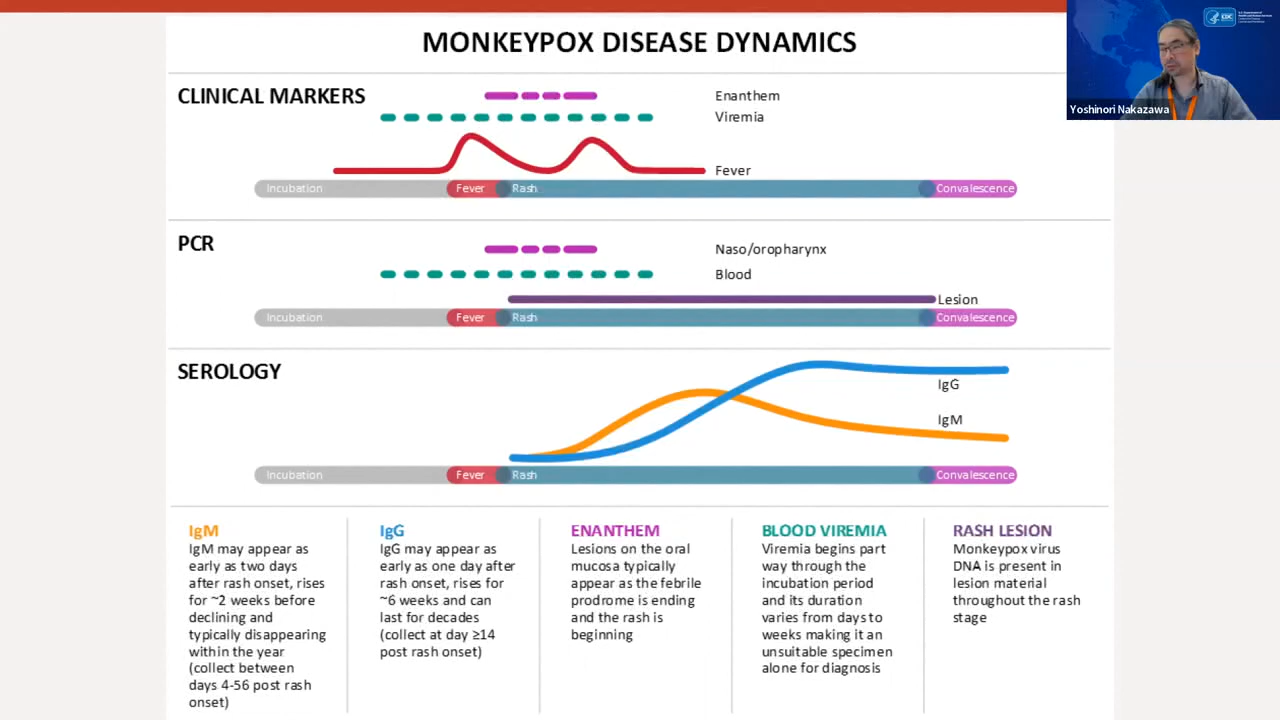 MONKEYPOX DISEASE DYNAMICS
CDC
Yoshinori Nakazawa
CLINICAL MARKERS
Enanthem
Viremia
Fever
Incubation
Fever
Rash
Convalescence
PCR
Naso/oropharynx
Blood
Lesion
Incubation
Fever
Rash
Convalescence
SEROLOGY
IgG
IgM
Incubation
Fever
Rash
Convalescence
IgM
IgM may appear as
early as two days
after rash onset, rises
for ~2 weeks before
declining and
typically disappearing
within the year
(collect between
days 4-56 post rash
onset)
IgG
IgG may appear as
early as one day after
rash onset, rises for
~6 weeks and can
last for decades
(collect at day ≥14
post rash onset)
ENANTHEM
Lesions on the oral
mucosa typically
appear as the febrile
prodrome is ending
and the rash is
beginning
BLOOD VIREMIA
Viremia begins part
way through the
incubation period
and its duration
varies from days to
weeks making it an
unsuitable specimen
alone for diagnosis
RASH LESION
Monkeypox virus
DNA is present in
lesion material
throughout the rash
stage